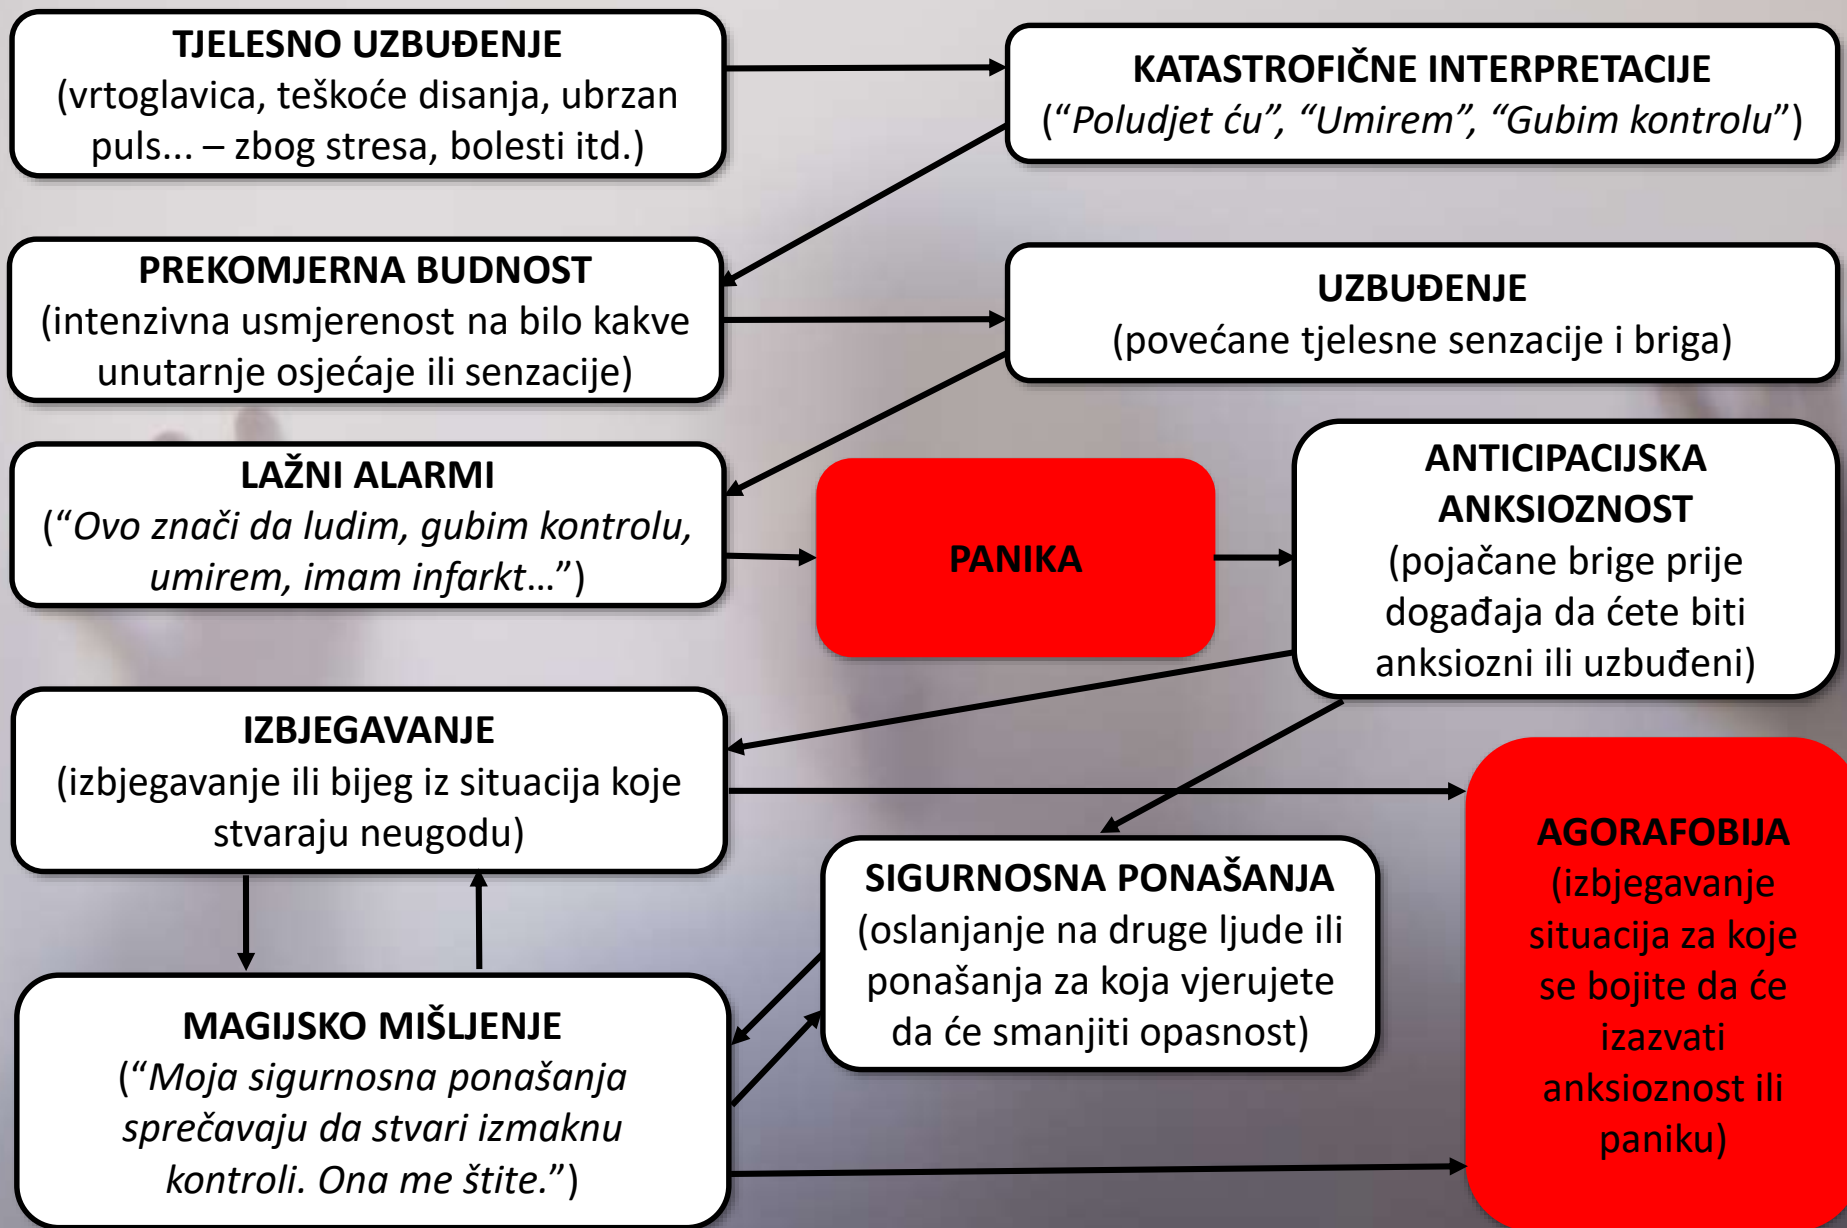 TJELESNO UZBUĐENJE
(vrtoglavica, teškoće disanja, ubrzan
puls... – zbog stresa, bolesti itd.)
KATASTROFIČNE INTERPRETACIJE
(“Poludjet ću”, “Umirem”, “Gubim kontrolu”)
PREKOMJERNA BUDNOST
(intenzivna usmjerenost na bilo kakve
unutarnje osjećaje ili senzacije)
UZBUĐENJE
(povećane tjelesne senzacije i briga)
LAŽNI ALARMI
(“Ovo znači da ludim, gubim kontrolu,
umirem, imam infarkt…”)
PANIKA
ANTICIPACIJSKA
ANKSIOZNOST
(pojačane brige prije
događaja da ćete biti
anksiozni ili uzbuđeni)
IZBJEGAVANJE
(izbjegavanje ili bijeg iz situacija koje
stvaraju neugodu)
SIGURNOSNA PONAŠANJA
(oslanjanje na druge ljude ili
ponašanja za koja vjerujete
da će smanjiti opasnost)
AGORAFOBIJA
(izbjegavanje
situacija za koje
se bojite da će
izazvati
anksioznost ili
paniku)
MAGIJSKO MIŠLJENJE
(“Moja sigurnosna ponašanja
sprečavaju da stvari izmaknu
kontroli. Ona me štite.”)